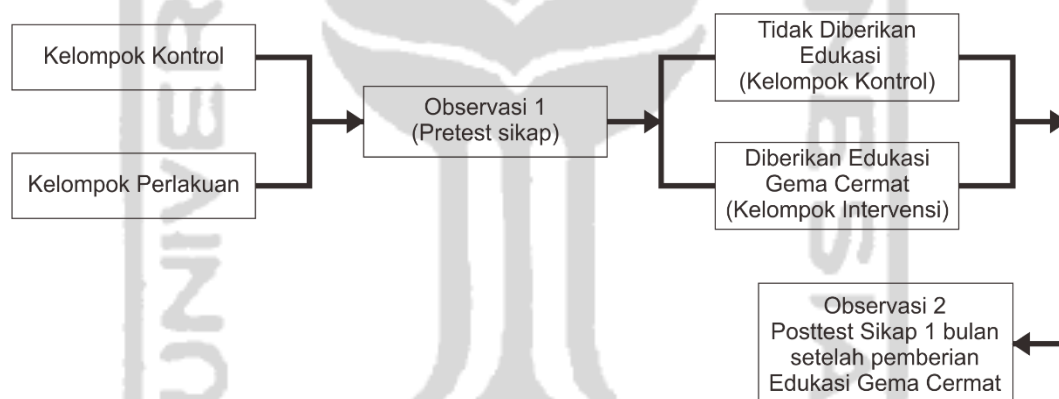 Kelompok Kontrol
Kelompok Perlakuan
Observasi 1
(Pretest sikap)
Tidak Diberikan
Edukasi
(Kelompok Kontrol)
Diberikan Edukasi
Gema Cermat
(Kelompok Intervensi)
Observasi 2
Posttest Sikap 1 bulan
setelah pemberian
Edukasi Gema Cermat
UNIVER